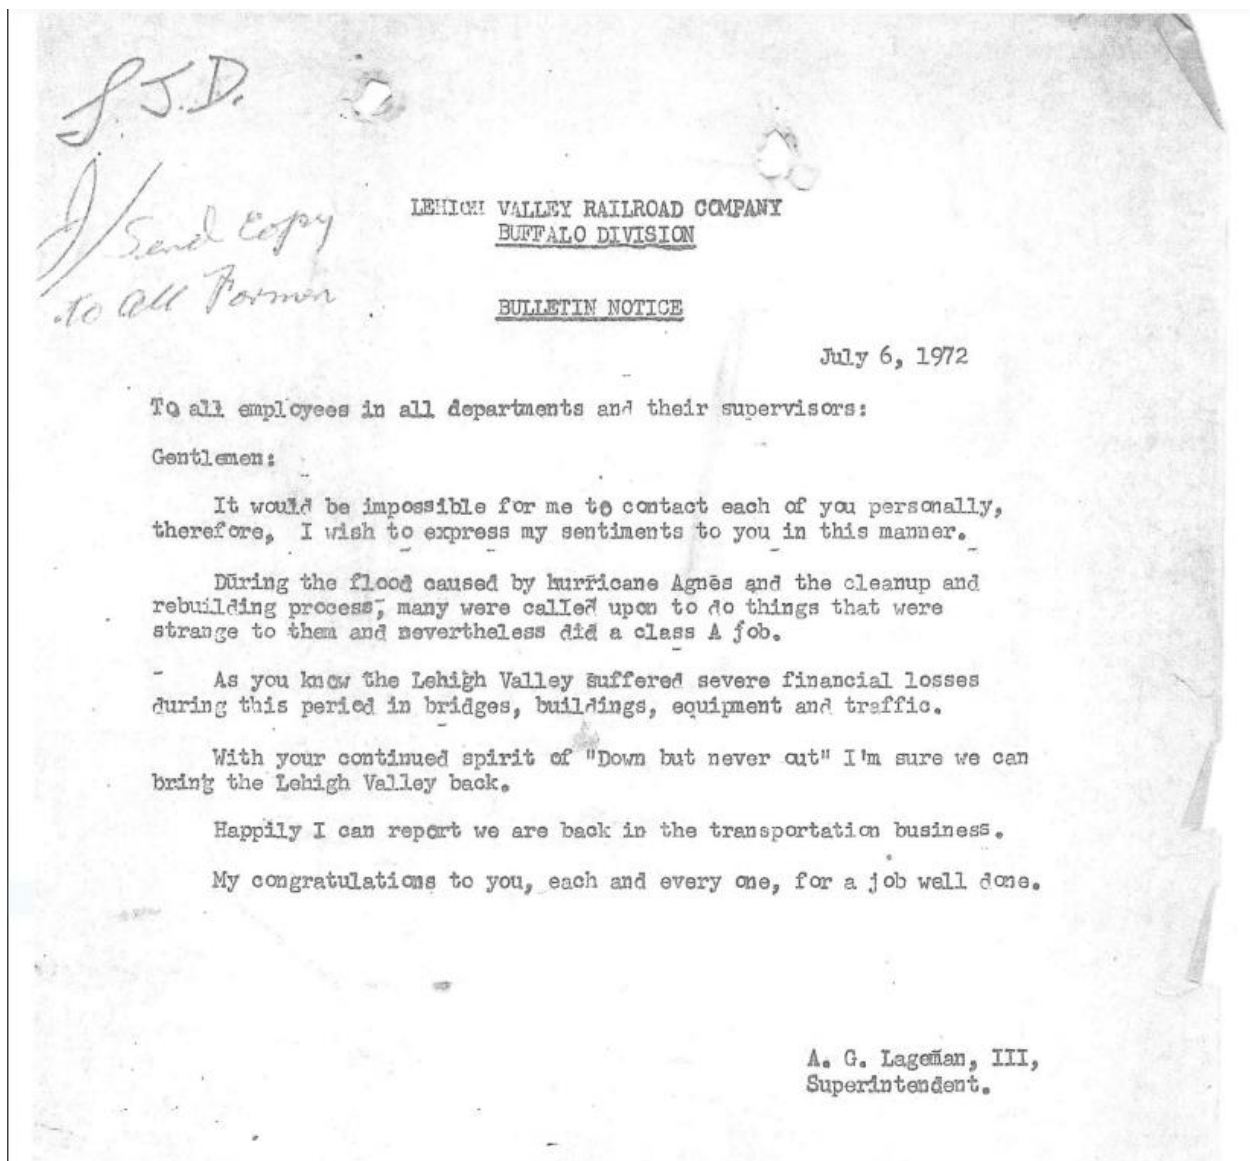 J.J.D.
1/ Send Copy
to all Formen
LEHIGH VALLEY RAILROAD COMPANY
BUFFALO DIVISION
BULLETIN NOTICE
July 6, 1972
To all employees in all departments and their supervisors:
Gentlemen:
It would be impossible for me to contact each of you personally,
therefore, I wish to express my sentiments to you in this manner.
During the flood caused by hurricane Agnes and the cleanup and
rebuilding process, many were called upon to do things that were
strange to them and nevertheless did a class A job.
As you know the Lehigh Valley suffered severe financial losses
during this period in bridges, buildings, equipment and traffic.
With your continued spirit of "Down but never out" I'm sure we can
bring the Lehigh Valley back.
Happily I can report we are back in the transportation business.
My congratulations to you, each and every one, for a job well done.
A. G. Lageman, III,
Superintendent.